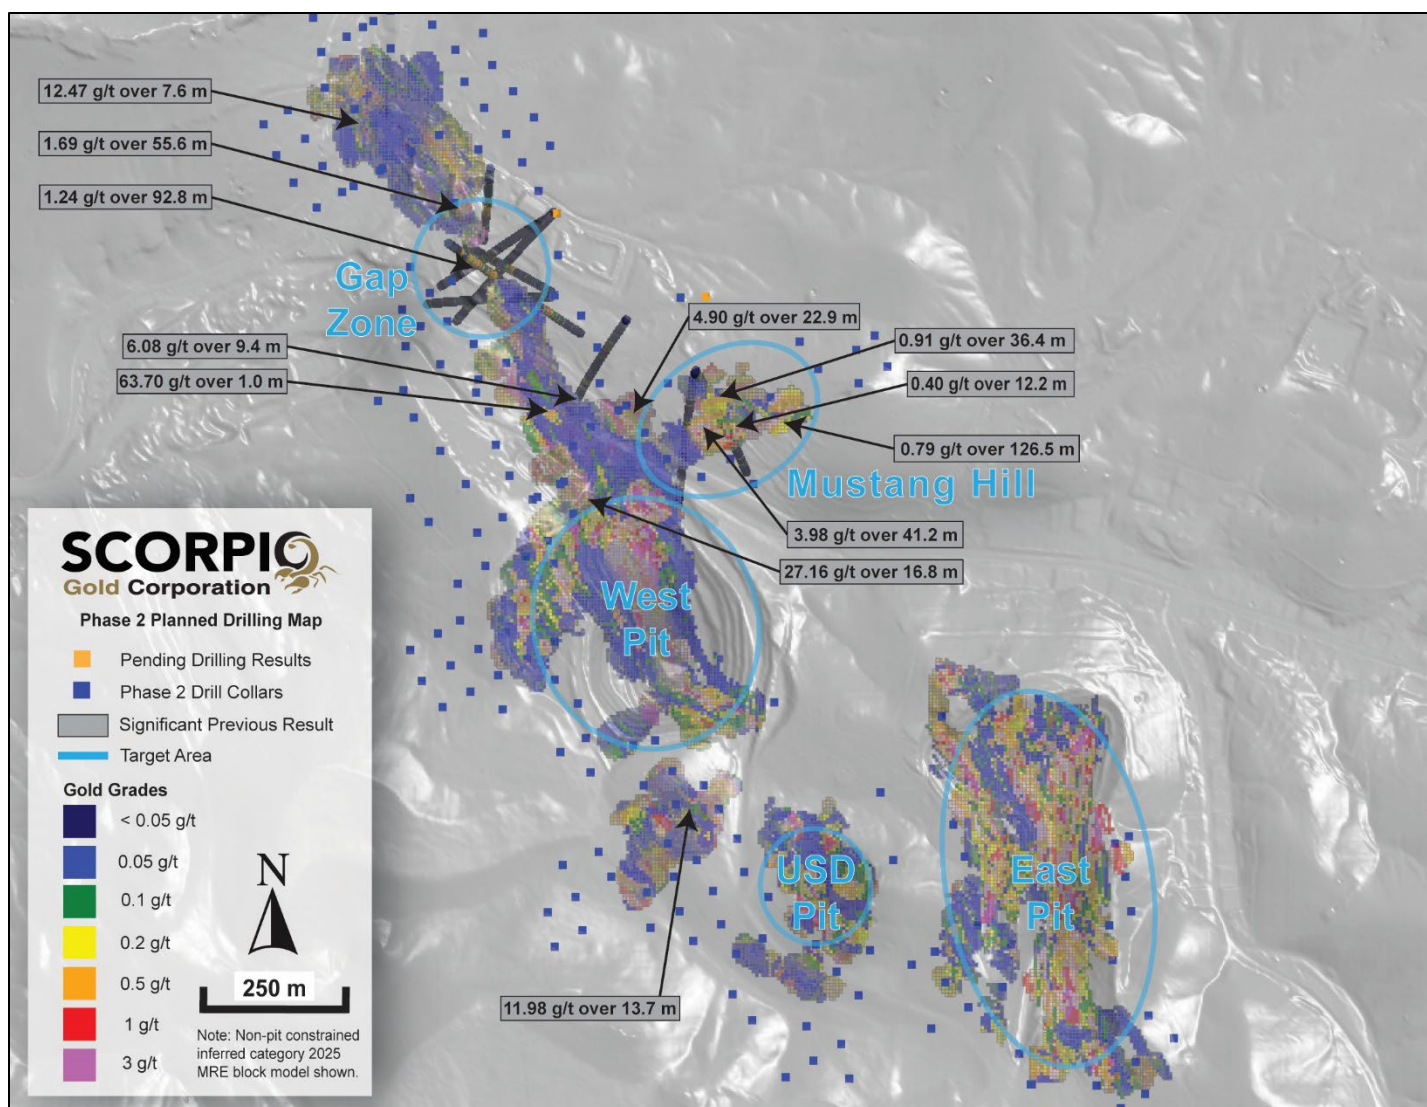 12.47 g/t over 7.6 m
1.69 g/t over 55.6 m
1.24 g/t over 92.8 m
Gap
Zone
6.08 g/t over 9.4 m
63.70 g/t over 1.0 m
4.90 g/t over 22.9 m
0.91 g/t over 36.4 m
0.40 g/t over 12.2 m
0.79 g/t over 126.5 m
Mustang Hill
3.98 g/t over 41.2 m
27.16 g/t over 16.8 m
West
Pit
USD
Pit
East
Pit
11.98 g/t over 13.7 m
SCORPIO
Gold Corporation
Phase 2 Planned Drilling Map
Pending Drilling Results
Phase 2 Drill Collars
Significant Previous Result
Target Area
Gold Grades
< 0.05 g/t
0.05 g/t
0.1 g/t
0.2 g/t
0.5 g/t
1 g/t
3 g/t
N
250 m
Note: Non-pit constrained
inferred category 2025
MRE block model shown.